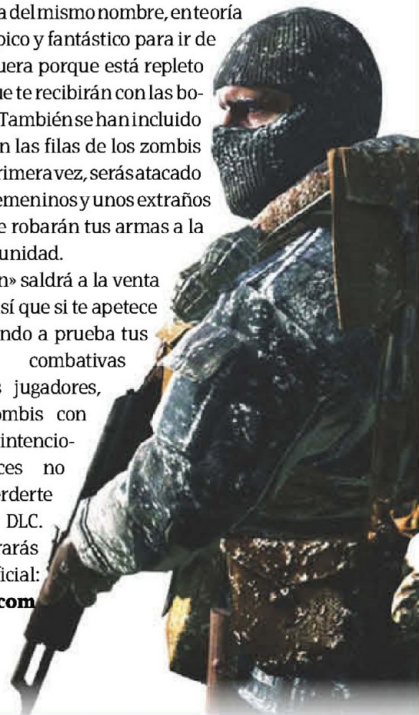 a del mismo nombre, en teoría
pico y fantástico para ir de
uera porque está repleto
ue te recibirán con las bo-
También se han incluido
n las filas de los zombis
rimera vez, serás atacado
emeninos y unos extraños
e robarán tus armas a la
unidad.
n» saldrá a la venta
sí que si te apetece
ndo a prueba tus
combativas
s jugadores,
ombis con
intencio-
ces no
erderte
DLC.
rarás
icial:
com